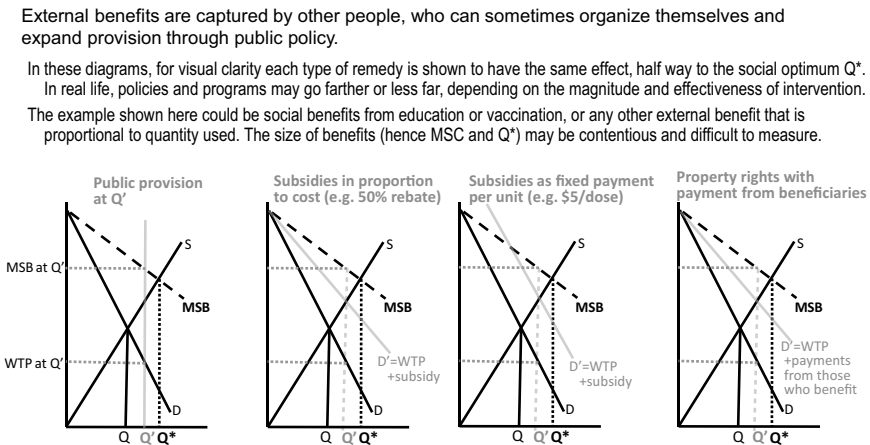 External benefits are captured by other people, who can sometimes organize themselves and
expand provision through public policy.
In these diagrams, for visual clarity each type of remedy is shown to have the same effect, half way to the social optimum Q*.
In real life, policies and programs may go farther or less far, depending on the magnitude and effectiveness of intervention.
The example shown here could be social benefits from education or vaccination, or any other external benefit that is
proportional to quantity used. The size of benefits (hence MSC and Q*) may be contentious and difficult to measure.
Public provision
at Q'
MSB at Q'
WTP at Q'
S
MSB
D
Q Q' Q*
Subsidies in proportion
to cost (e.g. 50% rebate)
S
MSB
D'=WTP
+subsidy
D
Q Q' Q*
Subsidies as fixed payment
per unit (e.g. $5/dose)
S
MSB
D'=WTP
+subsidy
D
Q Q' Q*
Property rights with
payment from beneficiaries
S
MSB
D'=WTP
+payments
from those
who benefit
D
Q Q' Q*